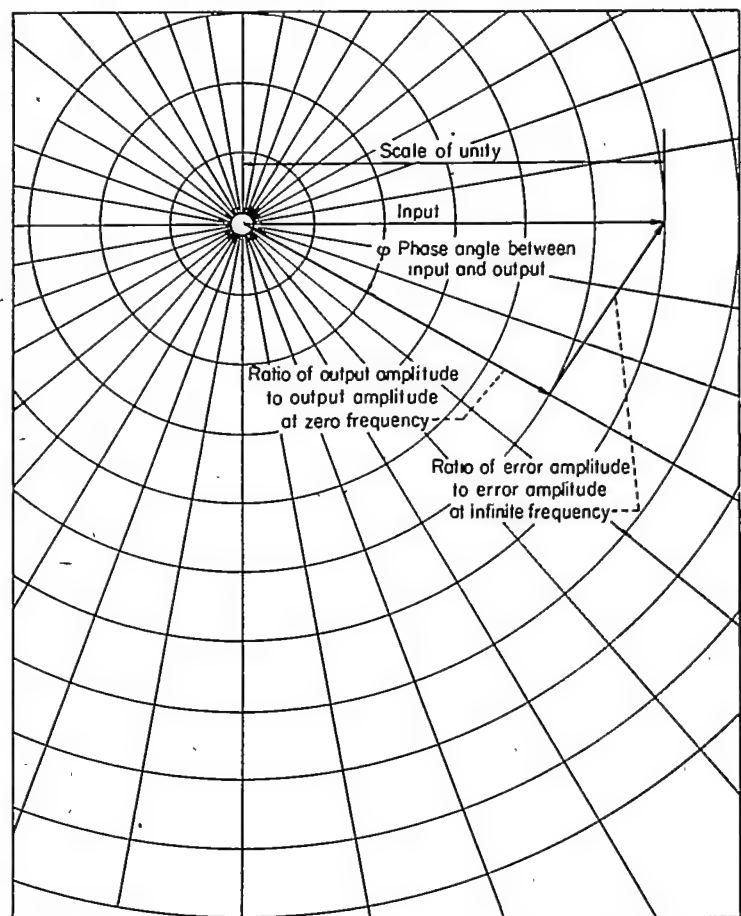 Scale of unity
Input
φ Phase angle between
input and output
Ratio of output amplitude
to output amplitude
at zero frequency
Ratio of error amplitude
to error amplitude
at infinite frequency